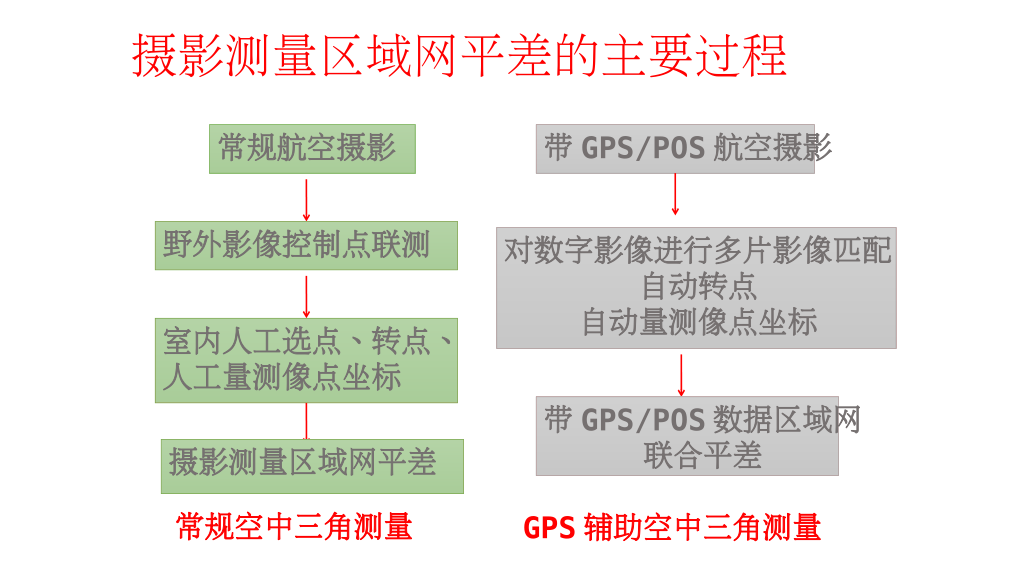 摄影测量区域网平差的主要过程
常规航空摄影
野外影像控制点联测
室内人工选点、转点、
人工量测像点坐标
摄影测量区域网平差
常规空中三角测量
带 GPS/POS 航空摄影
对数字影像进行多片影像匹配
自动转点
自动量测像点坐标
带 GPS/POS 数据区域网
联合平差
GPS 辅助空中三角测量